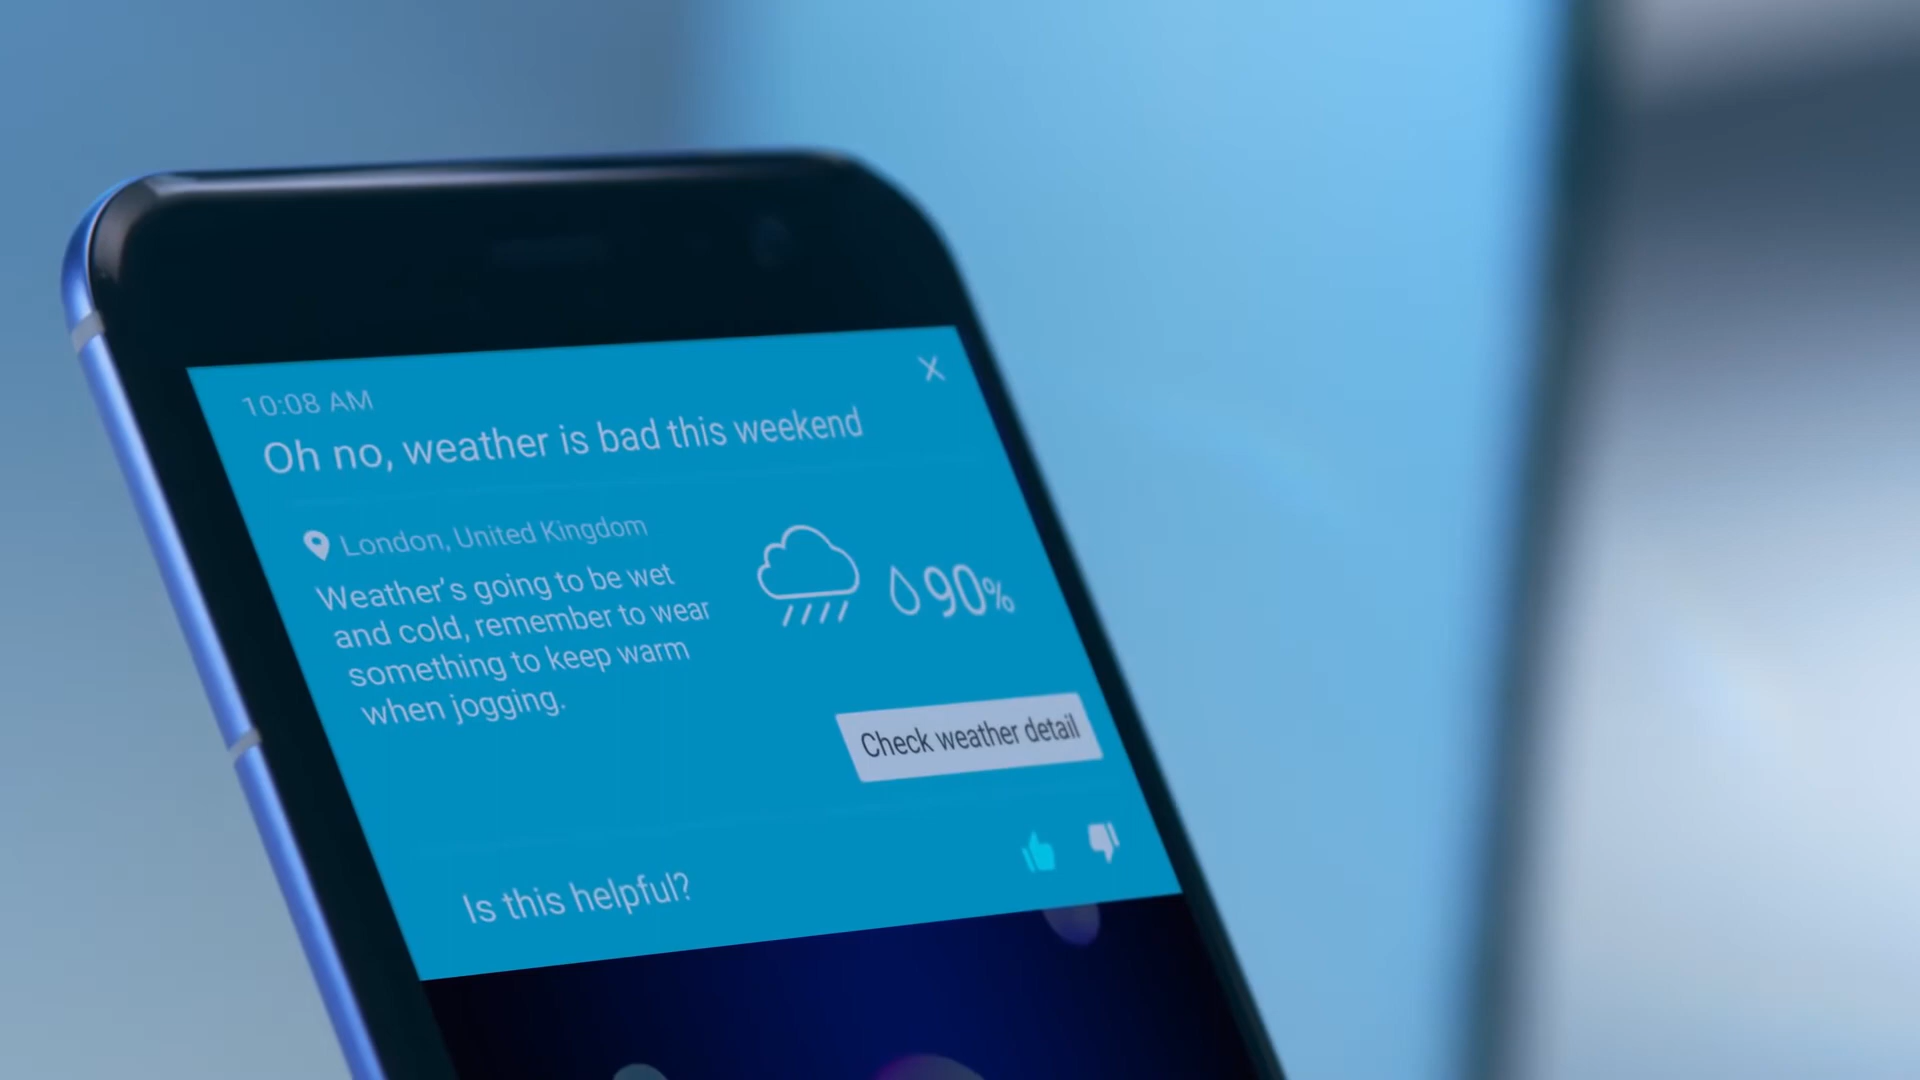 10:08 AM
Oh no, weather is bad this weekend
London, United Kingdom
Weather's going to be wet
and cold, remember to wear
something to keep warm
when jogging.
90%
Check weather detail
Is this helpful?